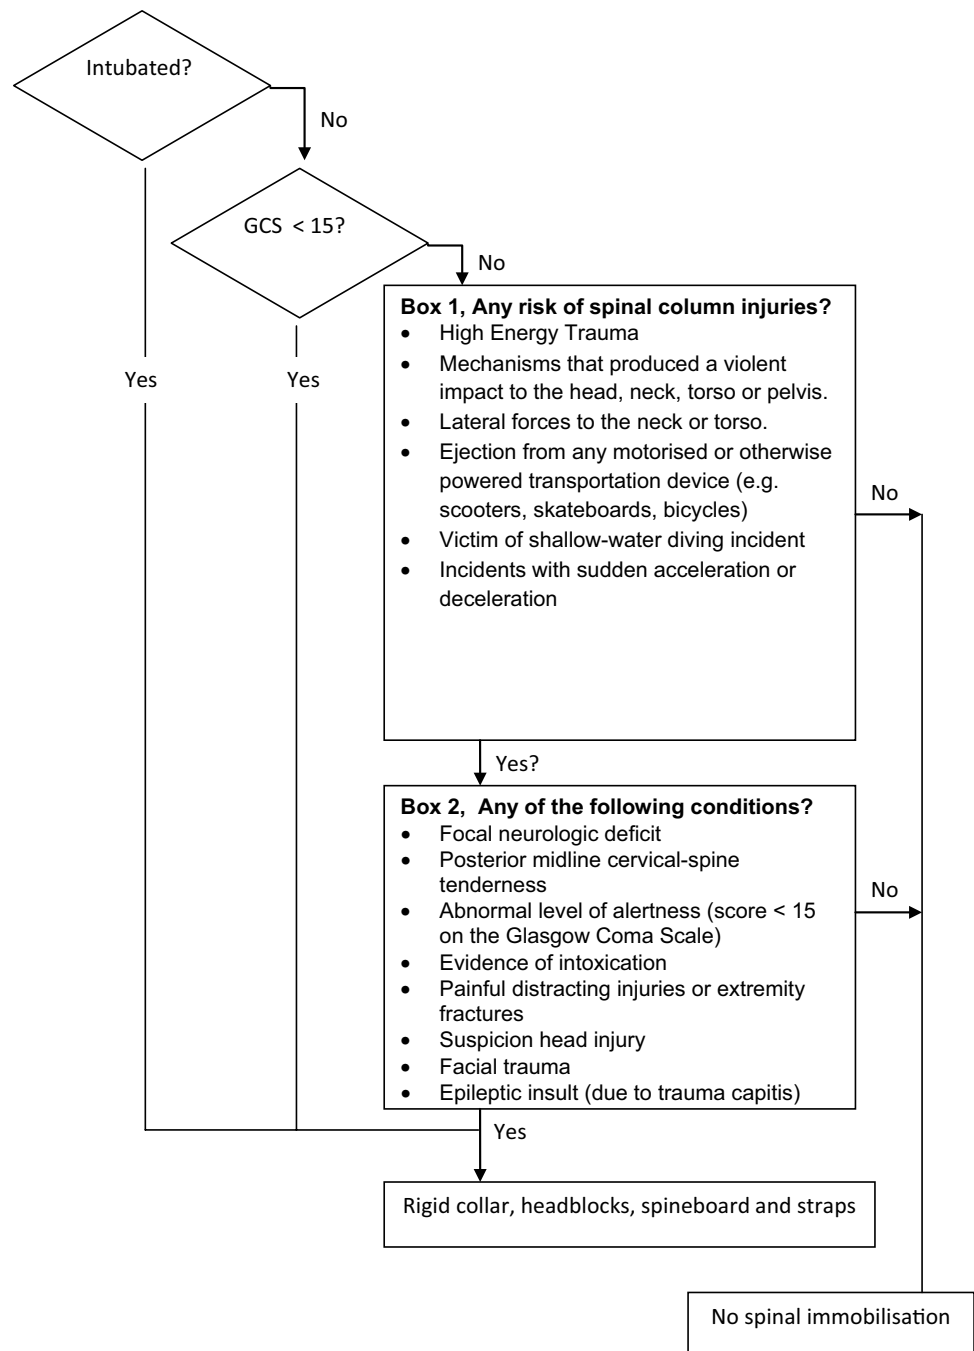 Intubated?
No
GCS < 15?
No
Box 1, Any risk of spinal column injuries?
• High Energy Trauma
• Mechanisms that produced a violent
impact to the head, neck, torso or pelvis.
• Lateral forces to the neck or torso.
• Ejection from any motorised or otherwise
powered transportation device (e.g.
scooters, skateboards, bicycles)
• Victim of shallow-water diving incident
• Incidents with sudden acceleration or
deceleration
Yes
Yes
No
Yes?
Box 2, Any of the following conditions?
• Focal neurologic deficit
• Posterior midline cervical-spine
tenderness
• Abnormal level of alertness (score < 15
on the Glasgow Coma Scale)
• Evidence of intoxication
• Painful distracting injuries or extremity
fractures
• Suspicion head injury
• Facial trauma
• Epileptic insult (due to trauma capitis)
No
Yes
Rigid collar, headblocks, spineboard and straps
No spinal immobilisation